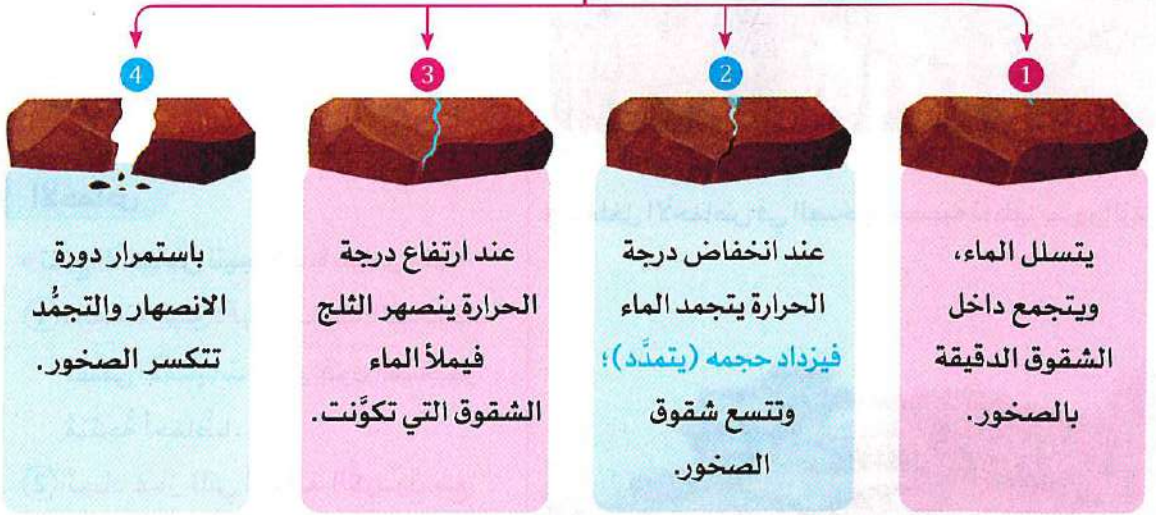 1
يتسلل الماء،
ويتجمع داخل
الشقوق الدقيقة
بالصخور.
2
عند انخفاض درجة
الحرارة يتجمد الماء
فيزداد حجمه (يتمدَّد)؛
وتتسع شقوق
الصخور.
3
عند ارتفاع درجة
الحرارة ينصهر الثلج
فيملأ الماء
الشقوق التي تكوَّنت.
4
باستمرار دورة
الانصهار والتجمُّد
تتكسر الصخور.